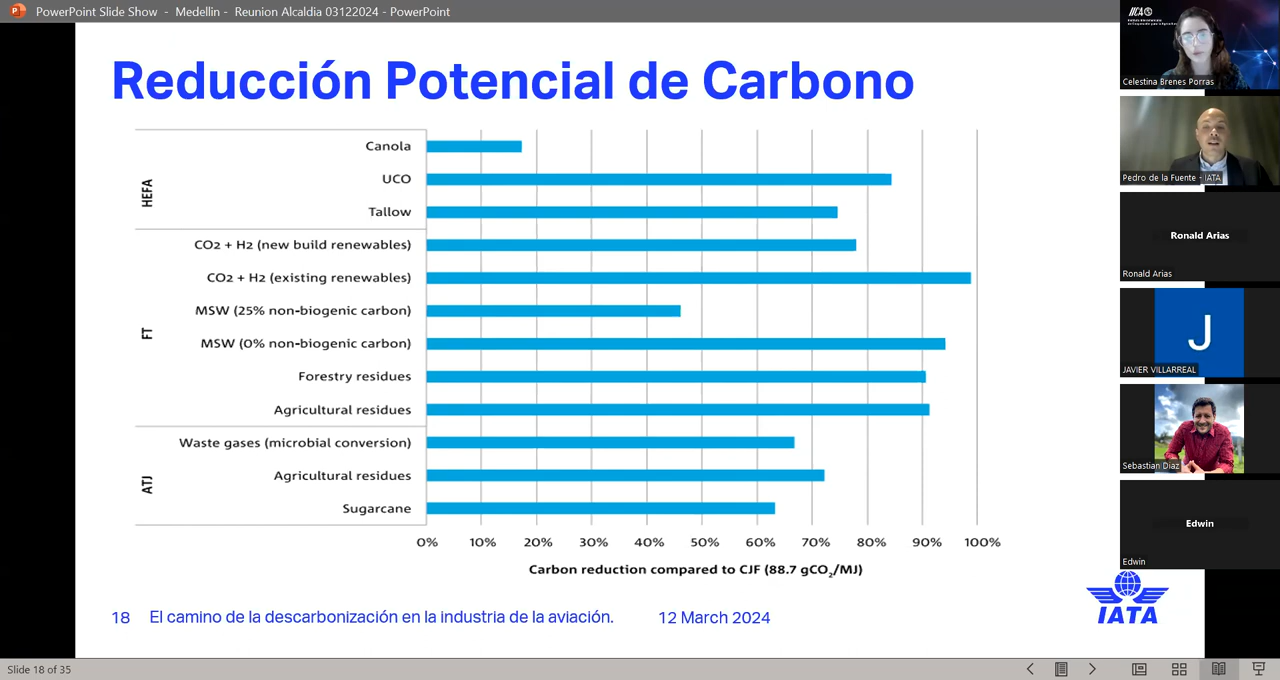 PowerPoint Slide Show - Medellin - Reunion Alcaldia 03122024 - PowerPoint
Reducción Potencial de Carbono
HEFA
Canola
UCO
Tallow
FT
CO2 + H2 (new build renewables)
CO2 + H2 (existing renewables)
MSW (25% non-biogenic carbon)
MSW (0% non-biogenic carbon)
Forestry residues
Agricultural residues
ATJ
Waste gases (microbial conversion)
Agricultural residues
Sugarcane
0% 10% 20% 30% 40% 50% 60% 70% 80% 90% 100%
Carbon reduction compared to CJF (88.7 gCO₂/MJ)
18 El camino de la descarbonización en la industria de la aviación. 12 March 2024
IATA
Slide 18 of 35
IICA
Celestina Brenes Porras
Pedro de la Fuente - IATA
Ronald Arias
Ronald Arias
J
JAVIER VILLARREAL
Sebastian Diaz
Edwin
Edwin